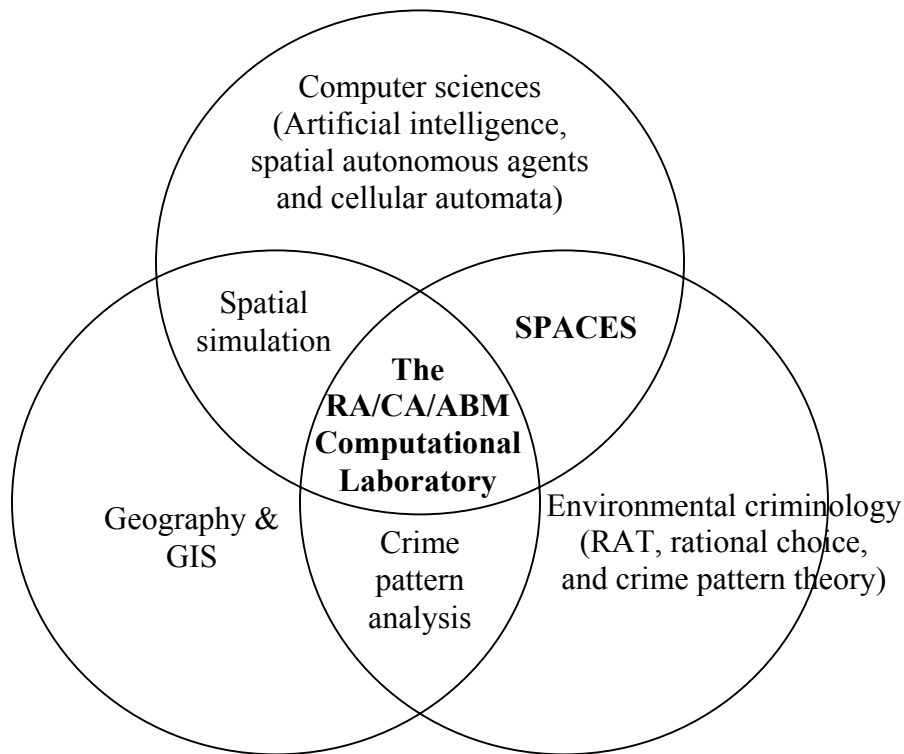 Computer sciences
(Artificial intelligence,
spatial autonomous agents
and cellular automata)
Spatial
simulation
SPACES
The
RA/CA/ABM
Computational
Laboratory
Geography &
GIS
Environmental criminology
(RAT, rational choice,
and crime pattern theory)
Crime
pattern
analysis